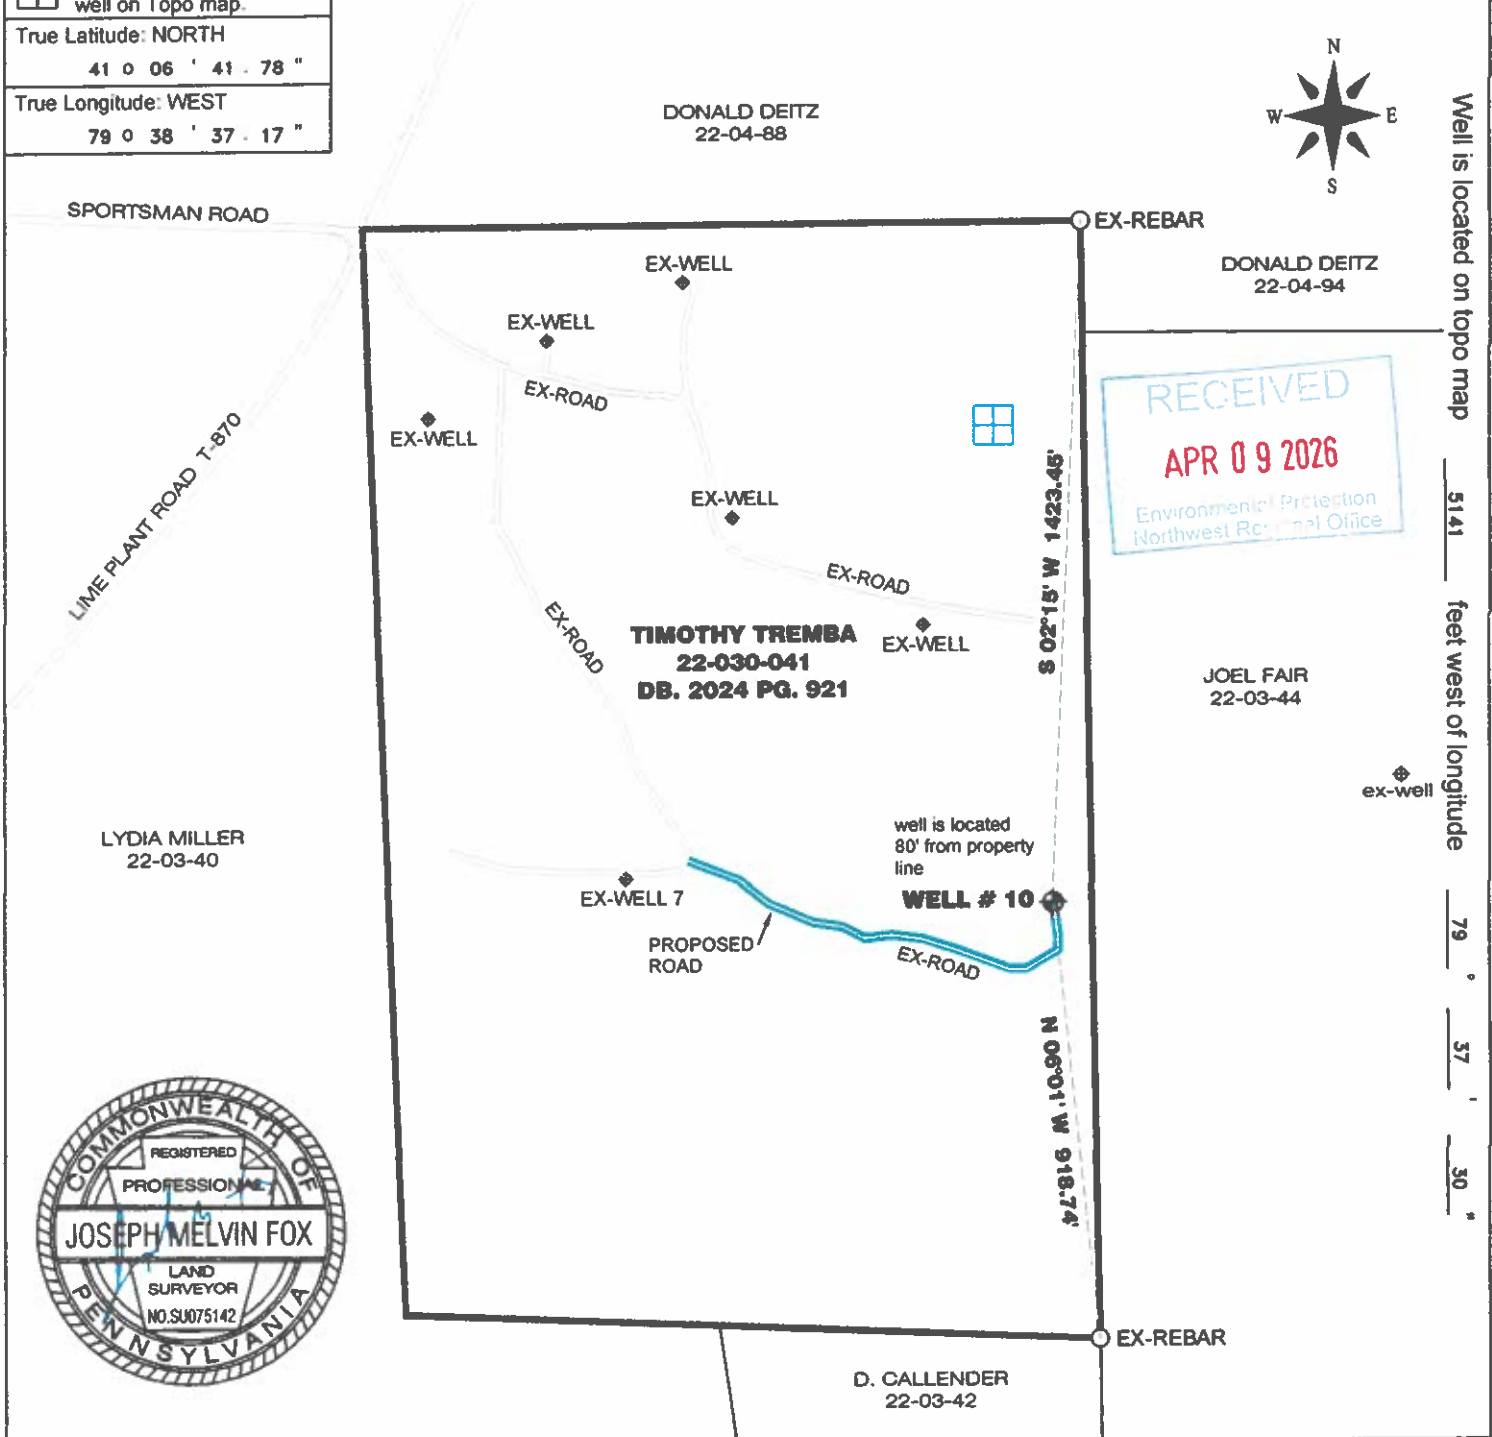 well on Topo map.
True Latitude: NORTH
41 o 06 ' 41 . 78 "
True Longitude: WEST
79 o 38 ' 37 . 17 "
DONALD DEITZ
22-04-88
N
W
E
S
SPORTSMAN ROAD
EX-REBAR
DONALD DEITZ
22-04-94
EX-WELL
EX-WELL
EX-ROAD
EX-WELL
LIME PLANT ROAD T-870
EX-WELL
EX-ROAD
EX-WELL
EX-ROAD
TIMOTHY TREMBA
22-030-041
DB. 2024 PG. 921
S 02°15' W 1423.45'
RECEIVED
APR 09 2026
Environmental Protection
Northwest Regional Office
JOEL FAIR
22-03-44
ex-well
Well is located on topo map 5141 feet west of longitude 79 ° 37 ' 30 "
LYDIA MILLER
22-03-40
well is located
80' from property
line
WELL # 10
EX-WELL 7
PROPOSED
ROAD
EX-ROAD
N 06°01' W 918.74'
COMMONWEALTH OF
REGISTERED
PROFESSIONAL
JOSEPH MELVIN FOX
LAND
SURVEYOR
NO.SU075142
PENNSYLVANIA
EX-REBAR
D. CALLENDER
22-03-42